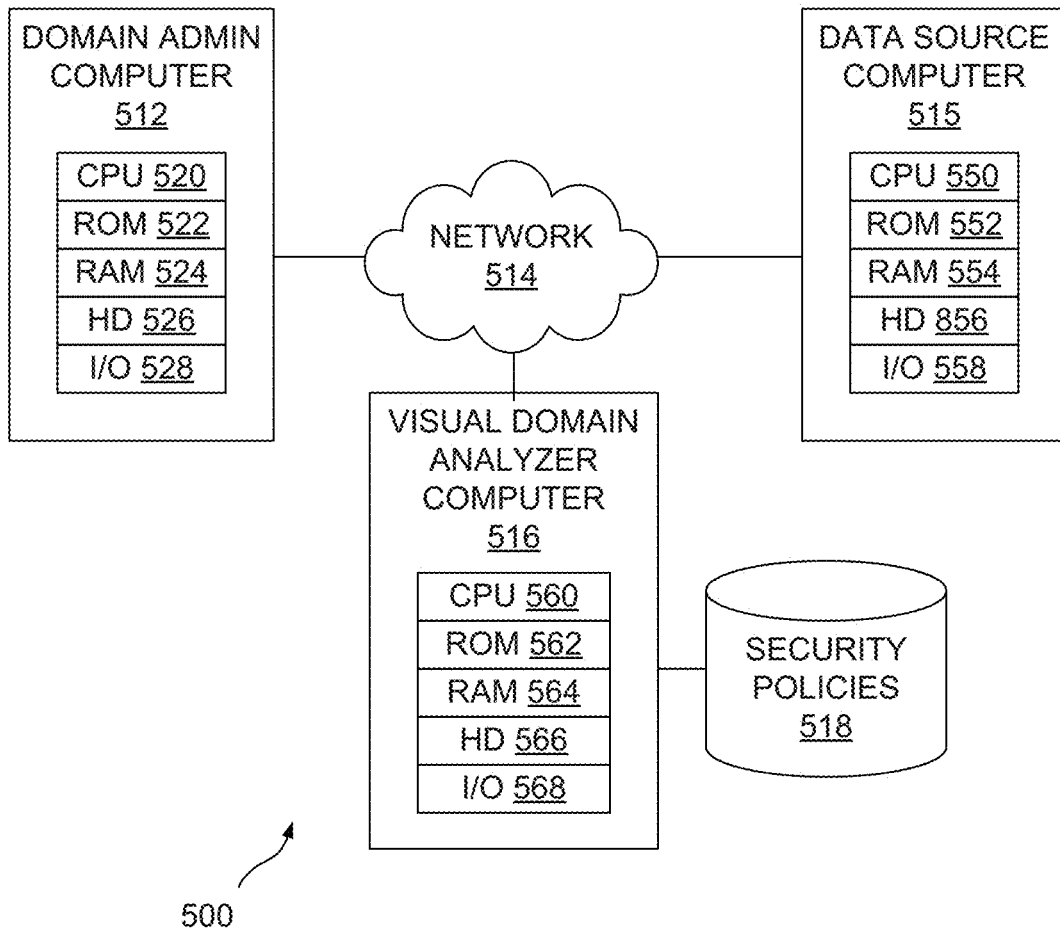 DOMAIN ADMIN
COMPUTER
512
CPU 520
ROM 522
RAM 524
HD 526
I/O 528
NETWORK
514
DATA SOURCE
COMPUTER
515
CPU 550
ROM 552
RAM 554
HD 856
I/O 558
VISUAL DOMAIN
ANALYZER
COMPUTER
516
CPU 560
ROM 562
RAM 564
HD 566
I/O 568
SECURITY
POLICIES
518
500